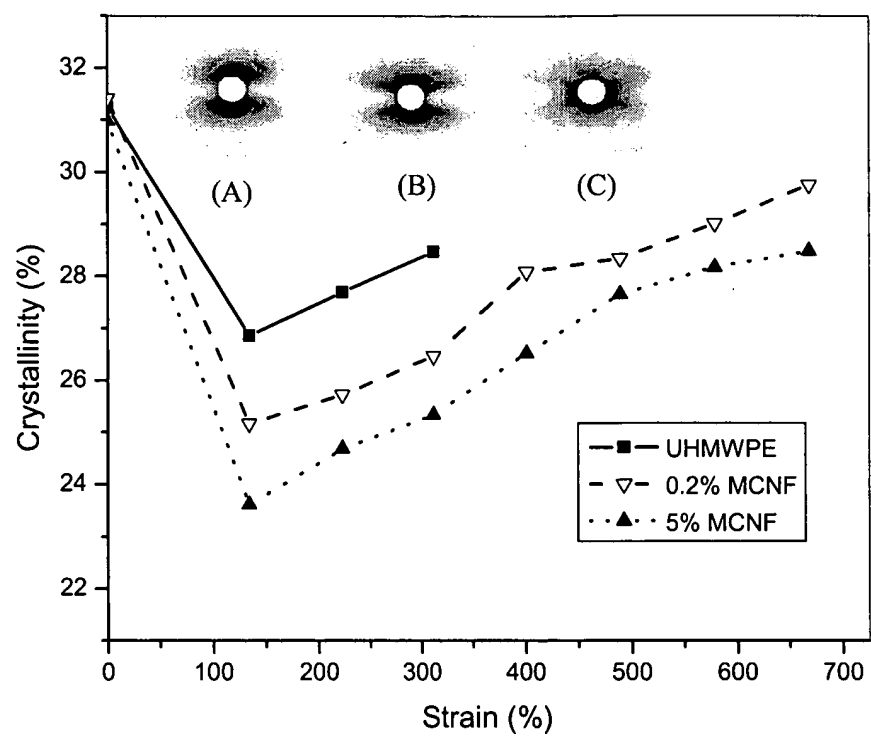 (A)
(B)
(C)
32
30
28
26
24
22
Crystallinity (%)
UHMWPE
0.2% MCNF
5% MCNF
0 100 200 300 400 500 600 700
Strain (%)